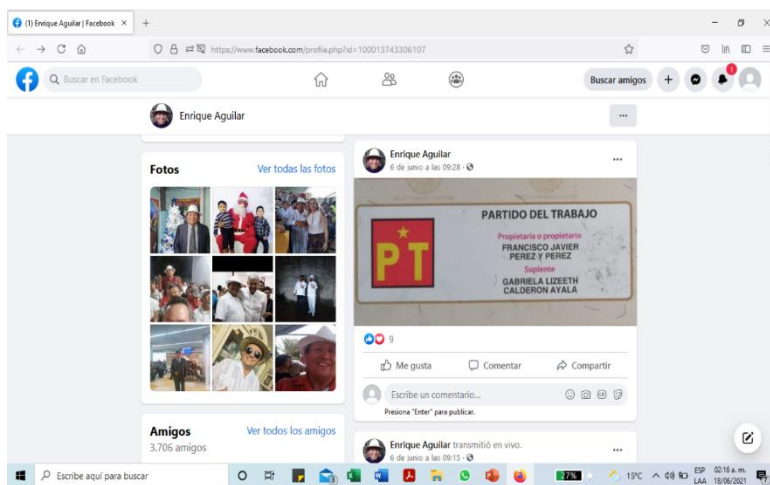 (1) Enrique Aguilar | Facebook
https://www.facebook.com/profile.php?id=100013743306107
Buscar en Facebook
Buscar amigos
1
Enrique Aguilar
Fotos
Ver todas las fotos
Amigos
Ver todos los amigos
3.706 amigos
Enrique Aguilar
6 de junio a las 09:28
PARTIDO DEL TRABAJO
PT
Propietaria o propietario
FRANCISCO JAVIER
PEREZ Y PEREZ
Suplente
GABRIELA LIZEETH
CALDERON AYALA
9
Me gusta
Comentar
Compartir
Escribe un comentario...
Presiona "Enter" para publicar.
Enrique Aguilar transmitió en vivo.
6 de junio a las 09:15
Escribe aquí para buscar
27%
15°C
ESP
LAA
02:16 a. m.
18/06/2021